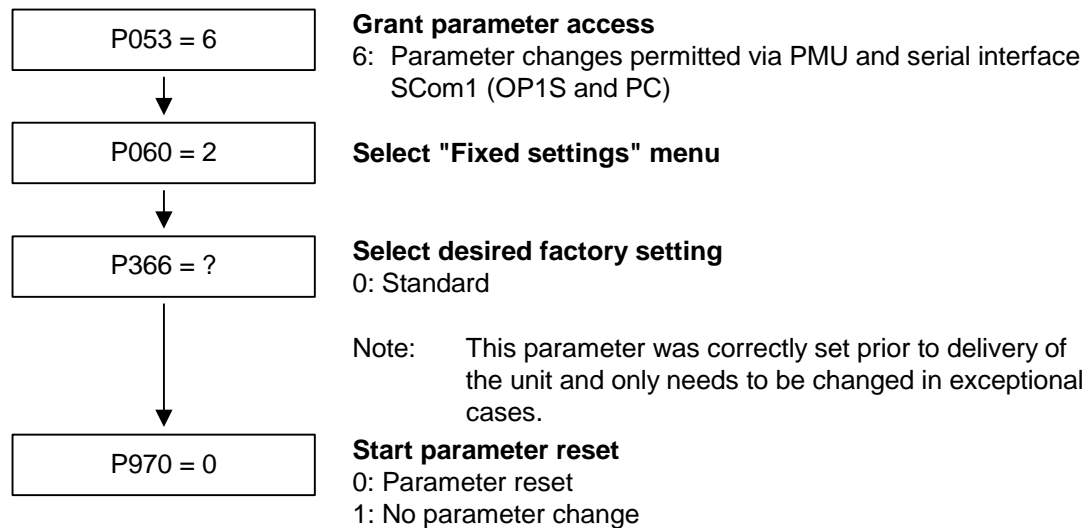 P053 = 6
Grant parameter access
6: Parameter changes permitted via PMU and serial interface
SCom1 (OP1S and PC)
P060 = 2
Select "Fixed settings" menu
P366 = ?
Select desired factory setting
0: Standard
Note: This parameter was correctly set prior to delivery of
the unit and only needs to be changed in exceptional
cases.
P970 = 0
Start parameter reset
0: Parameter reset
1: No parameter change